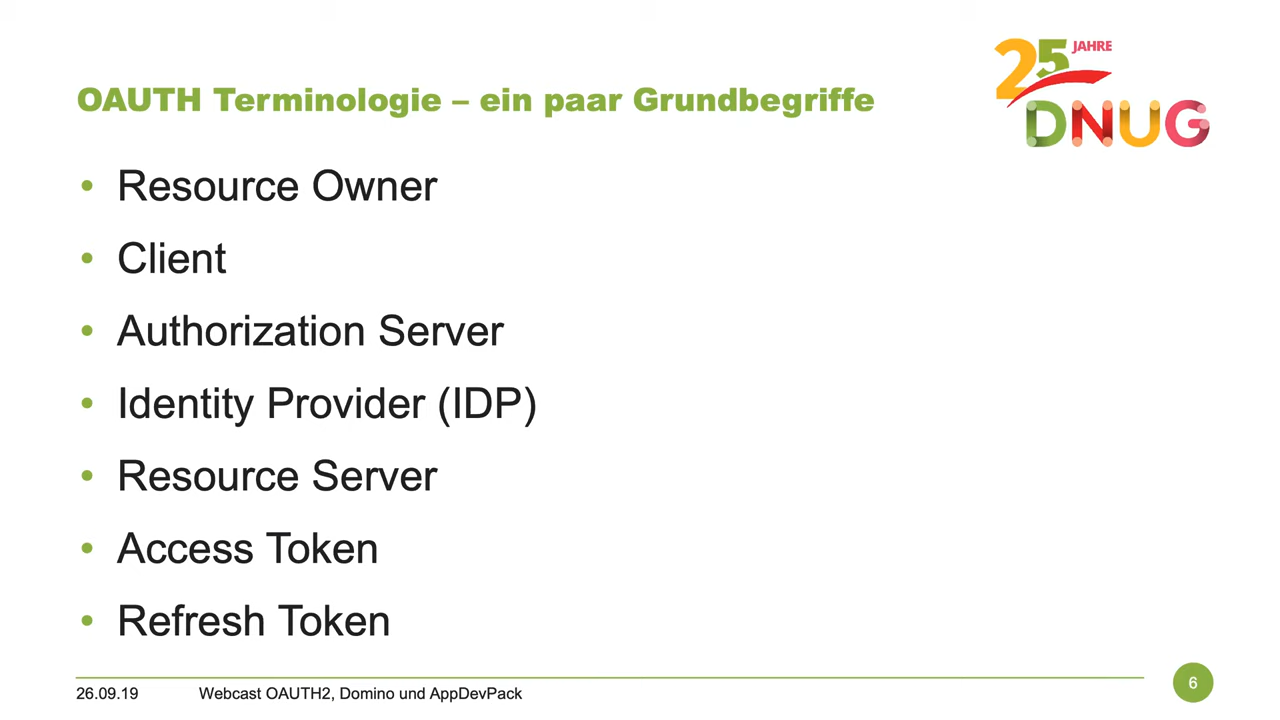 25 JAHRE
DNUG
OAUTH Terminologie – ein paar Grundbegriffe
• Resource Owner
• Client
• Authorization Server
• Identity Provider (IDP)
• Resource Server
• Access Token
• Refresh Token
26.09.19 Webcast OAUTH2, Domino und AppDevPack 6